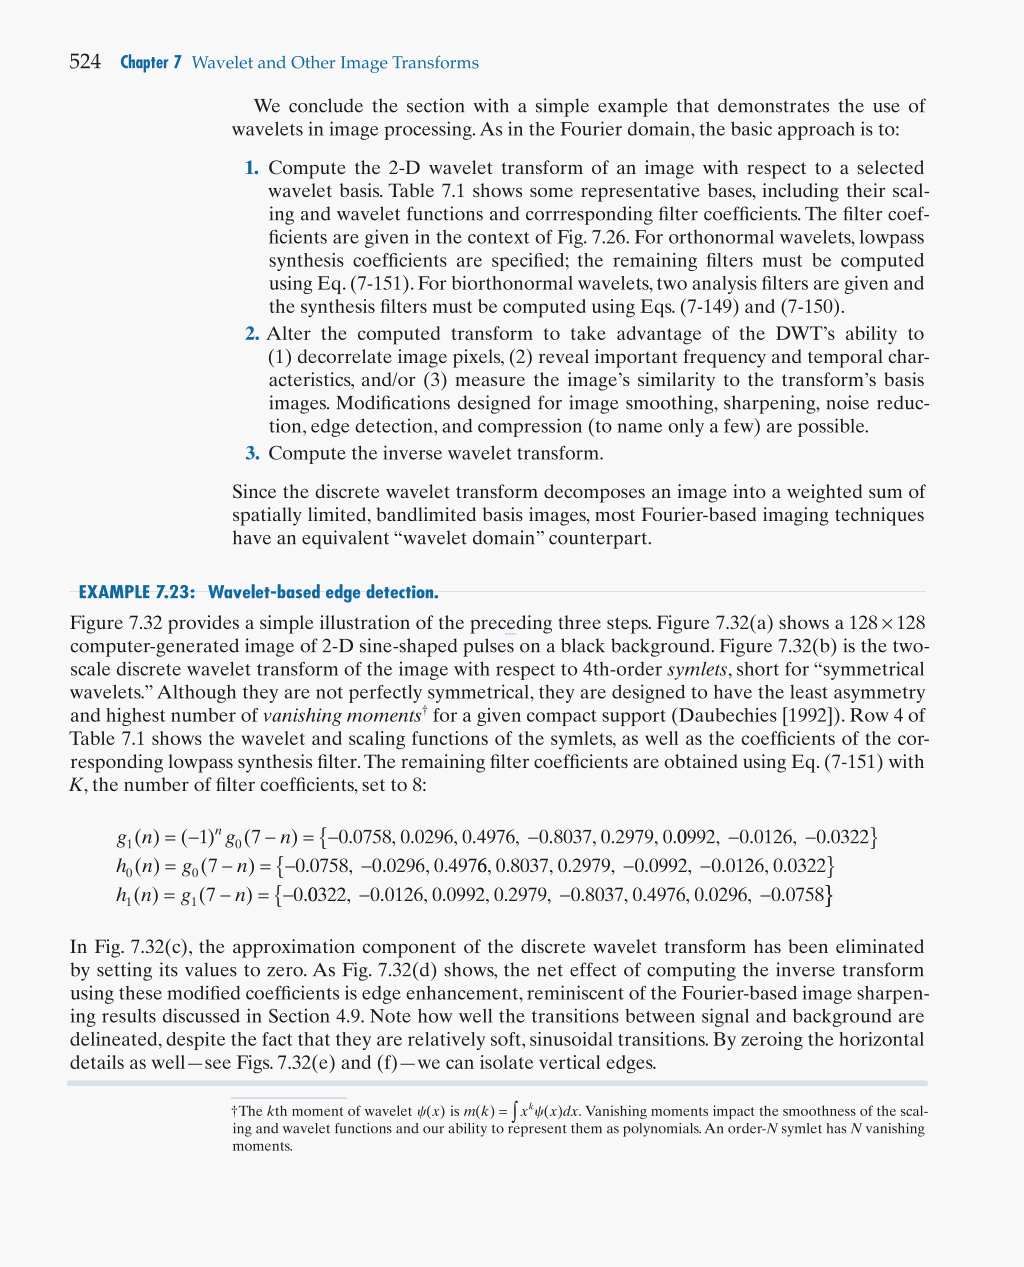 524 Chapter 7 Wavelet and Other Image Transforms
We conclude the section with a simple example that demonstrates the use of
wavelets in image processing. As in the Fourier domain, the basic approach is to:
1. Compute the 2-D wavelet transform of an image with respect to a selected
wavelet basis. Table 7.1 shows some representative bases, including their scal-
ing and wavelet functions and corrresponding filter coefficients. The filter coef-
ficients are given in the context of Fig. 7.26. For orthonormal wavelets, lowpass
synthesis coefficients are specified; the remaining filters must be computed
using Eq. (7-151). For biorthonormal wavelets, two analysis filters are given and
the synthesis filters must be computed using Eqs. (7-149) and (7-150).
2. Alter the computed transform to take advantage of the DWT's ability to
(1) decorrelate image pixels, (2) reveal important frequency and temporal char-
acteristics, and/or (3) measure the image's similarity to the transform's basis
images. Modifications designed for image smoothing, sharpening, noise reduc-
tion, edge detection, and compression (to name only a few) are possible.
3. Compute the inverse wavelet transform.
Since the discrete wavelet transform decomposes an image into a weighted sum of
spatially limited, bandlimited basis images, most Fourier-based imaging techniques
have an equivalent “wavelet domain” counterpart.
EXAMPLE 7.23: Wavelet-based edge detection.
Figure 7.32 provides a simple illustration of the preceding three steps. Figure 7.32(a) shows a 128 × 128
computer-generated image of 2-D sine-shaped pulses on a black background. Figure 7.32(b) is the two-
scale discrete wavelet transform of the image with respect to 4th-order symlets, short for “symmetrical
wavelets.” Although they are not perfectly symmetrical, they are designed to have the least asymmetry
and highest number of vanishing moments† for a given compact support (Daubechies [1992]). Row 4 of
Table 7.1 shows the wavelet and scaling functions of the symlets, as well as the coefficients of the cor-
responding lowpass synthesis filter. The remaining filter coefficients are obtained using Eq. (7-151) with
K, the number of filter coefficients, set to 8:
g₁(n) = (−1)ⁿ g₀(7 − n) = {−0.0758, 0.0296, 0.4976, −0.8037, 0.2979, 0.0992, −0.0126, −0.0322}
h₀(n) = g₀(7 − n) = {−0.0758, −0.0296, 0.4976, 0.8037, 0.2979, −0.0992, −0.0126, 0.0322}
h₁(n) = g₁(7 − n) = {−0.0322, −0.0126, 0.0992, 0.2979, −0.8037, 0.4976, 0.0296, −0.0758}
In Fig. 7.32(c), the approximation component of the discrete wavelet transform has been eliminated
by setting its values to zero. As Fig. 7.32(d) shows, the net effect of computing the inverse transform
using these modified coefficients is edge enhancement, reminiscent of the Fourier-based image sharpen-
ing results discussed in Section 4.9. Note how well the transitions between signal and background are
delineated, despite the fact that they are relatively soft, sinusoidal transitions. By zeroing the horizontal
details as well—see Figs. 7.32(e) and (f)—we can isolate vertical edges.
†The kth moment of wavelet ψ(x) is m(k) = ∫xᵏψ(x)dx. Vanishing moments impact the smoothness of the scal-
ing and wavelet functions and our ability to represent them as polynomials. An order-N symlet has N vanishing
moments.